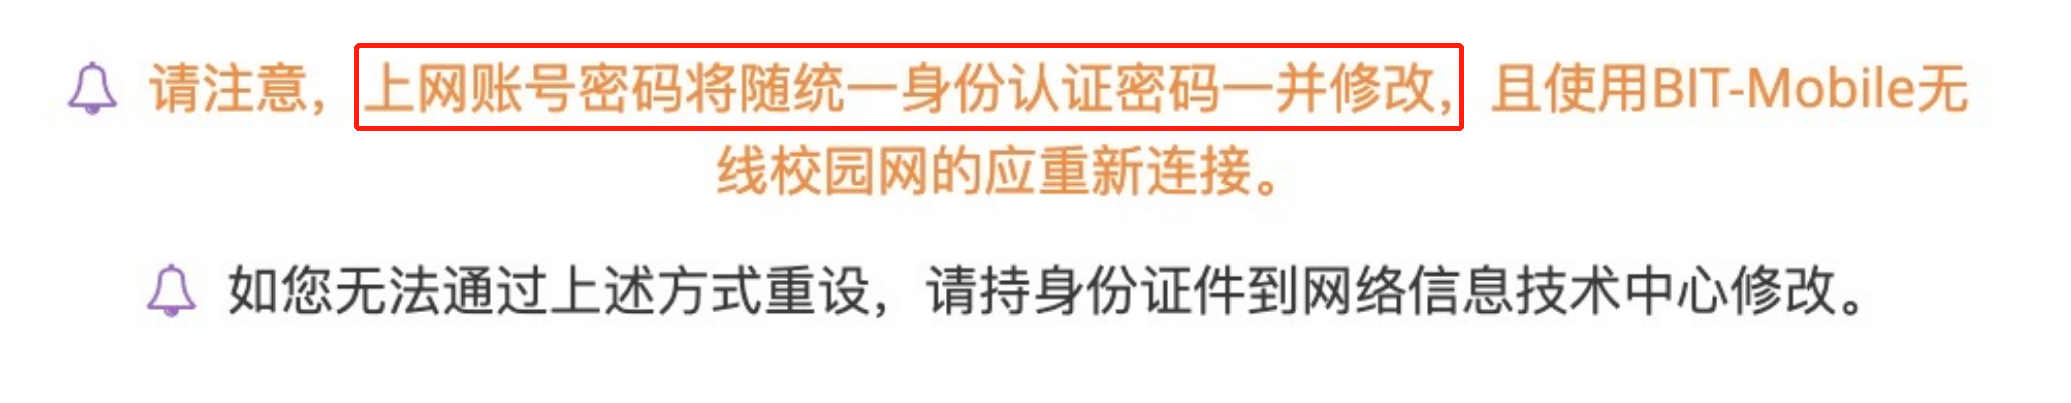 请注意，上网账号密码将随统一身份认证密码一并修改，且使用BIT-Mobile无
线校园网的应重新连接。
如您无法通过上述方式重设，请持身份证件到网络信息技术中心修改。